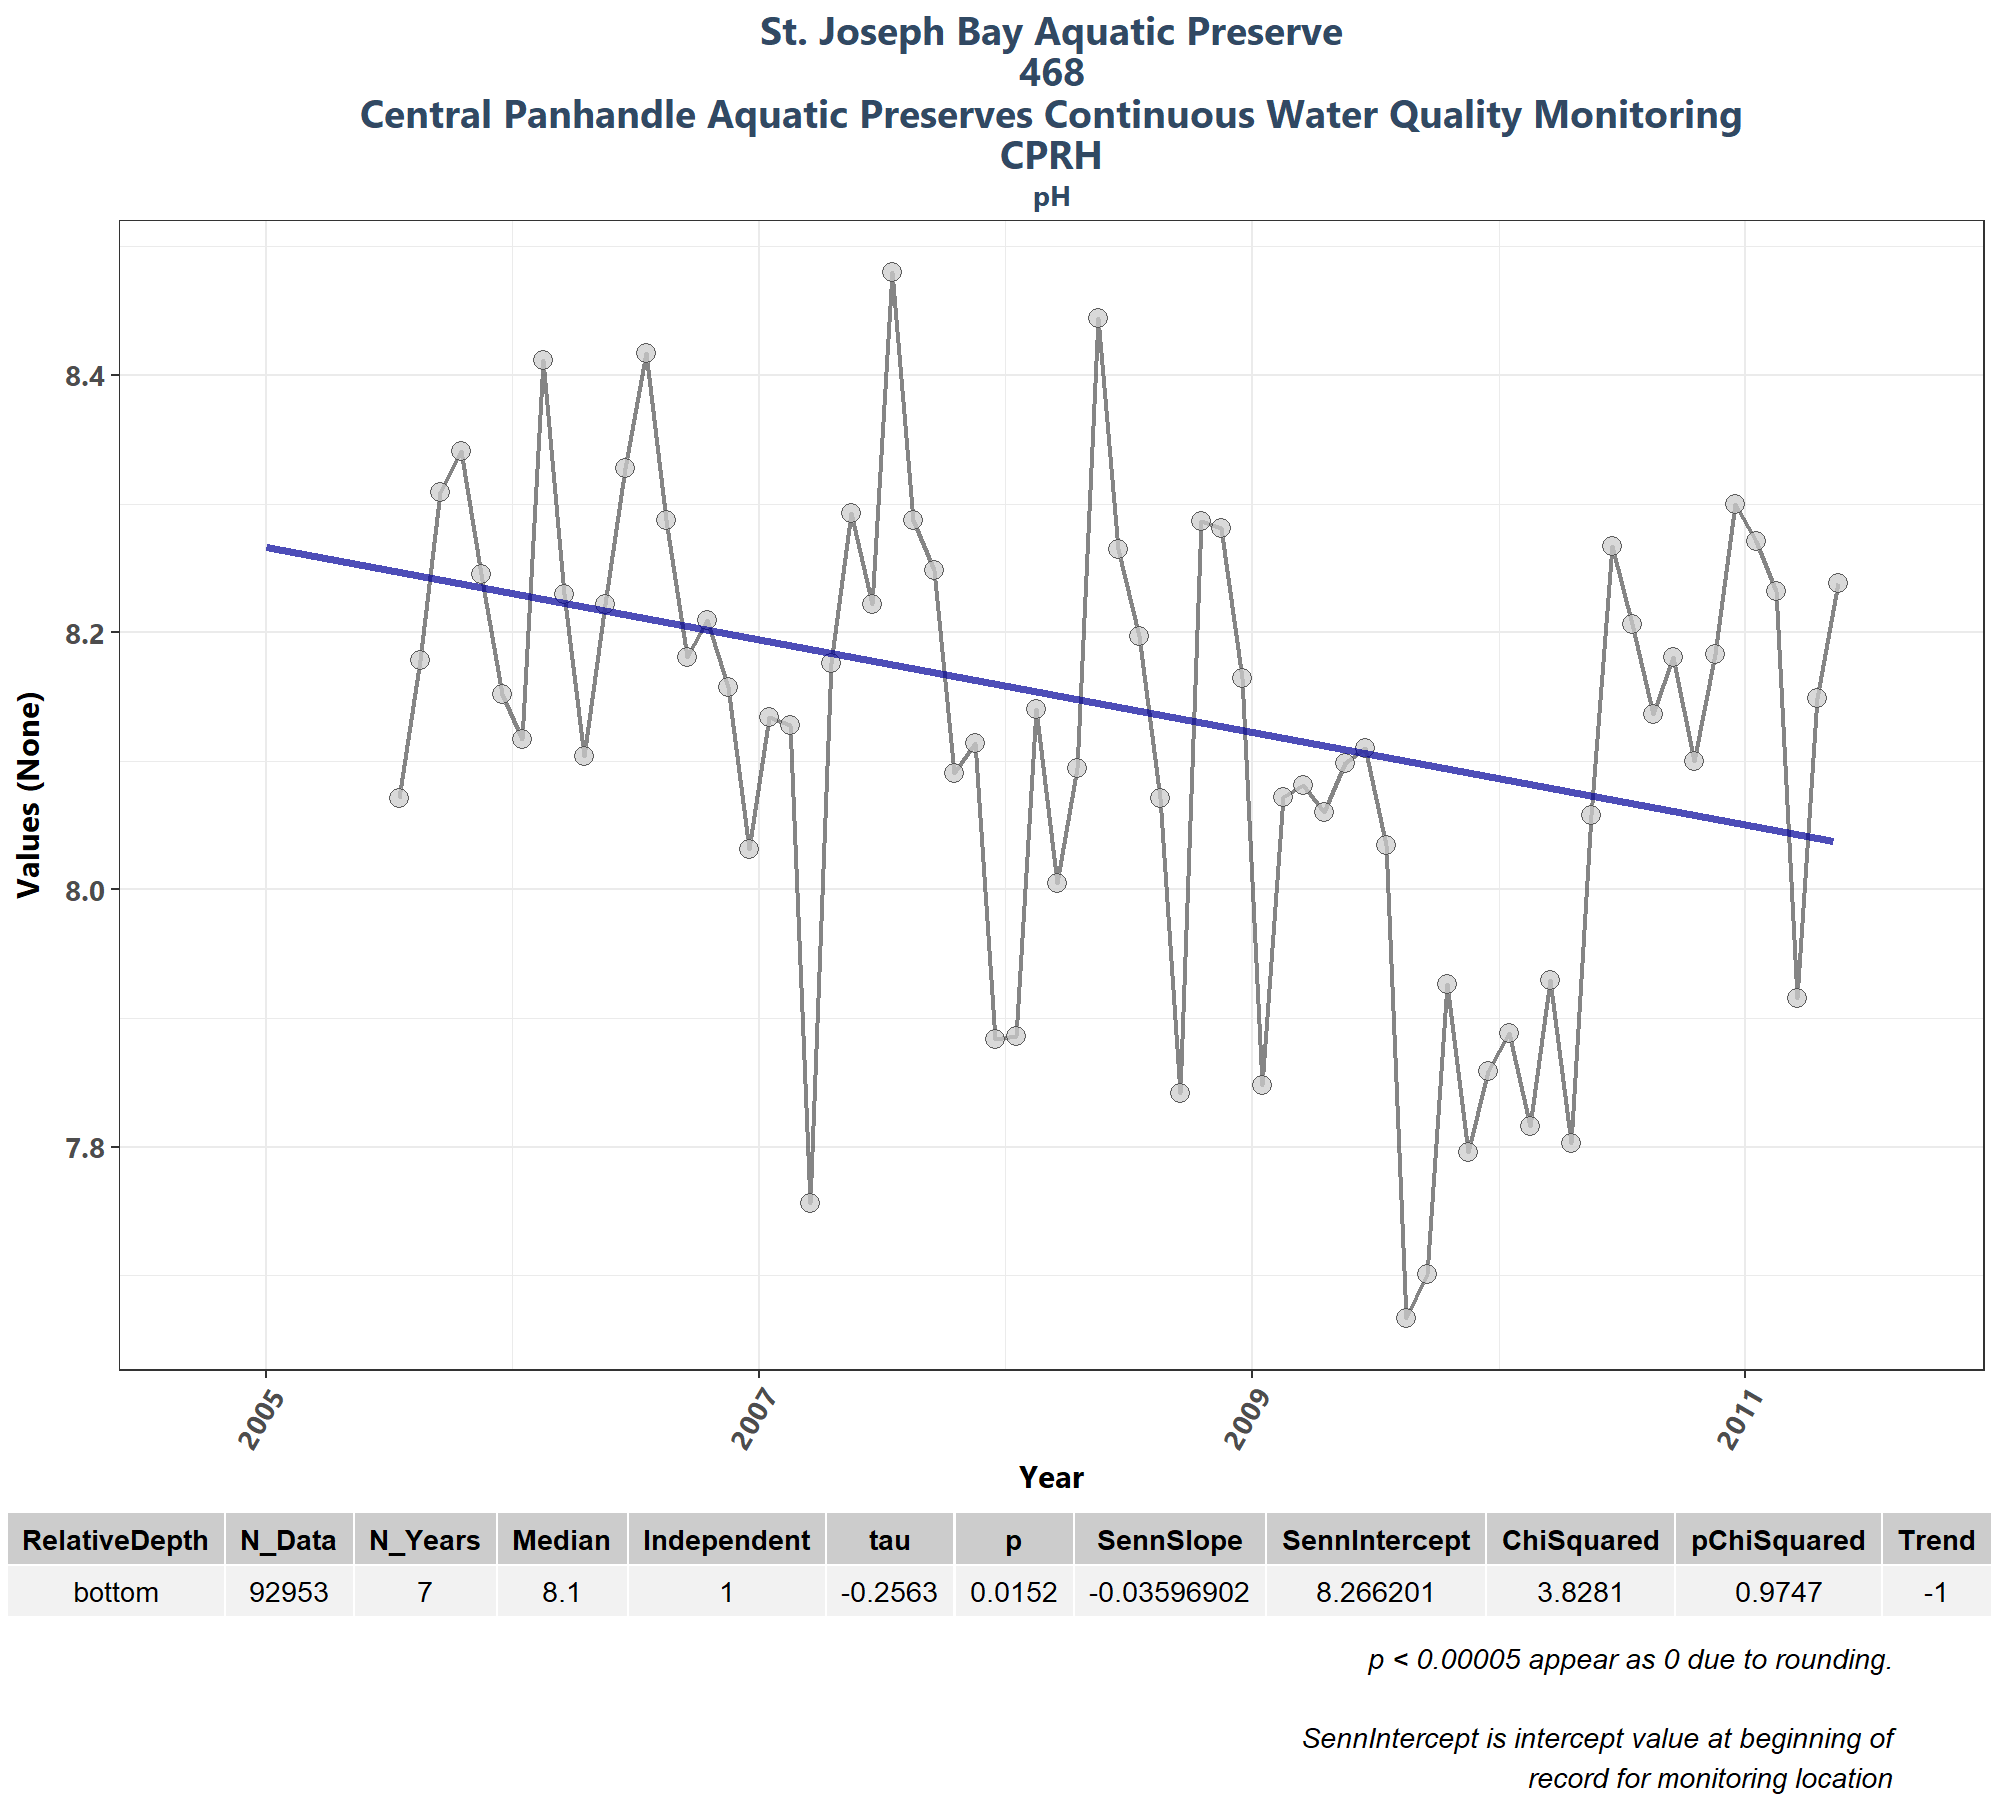 St. Joseph Bay Aquatic Preserve
468
Central Panhandle Aquatic Preserves Continuous Water Quality Monitoring
CPRH
pH
Values (None)
8.4
8.2
8.0
7.8
2005 2007 2009 2011
Year
RelativeDepth N_Data N_Years Median Independent tau p SennSlope SennIntercept ChiSquared pChiSquared Trend
bottom 92953 7 8.1 1 -0.2563 0.0152 -0.03596902 8.266201 3.8281 0.9747 -1
p < 0.00005 appear as 0 due to rounding.
SennIntercept is intercept value at beginning of
record for monitoring location